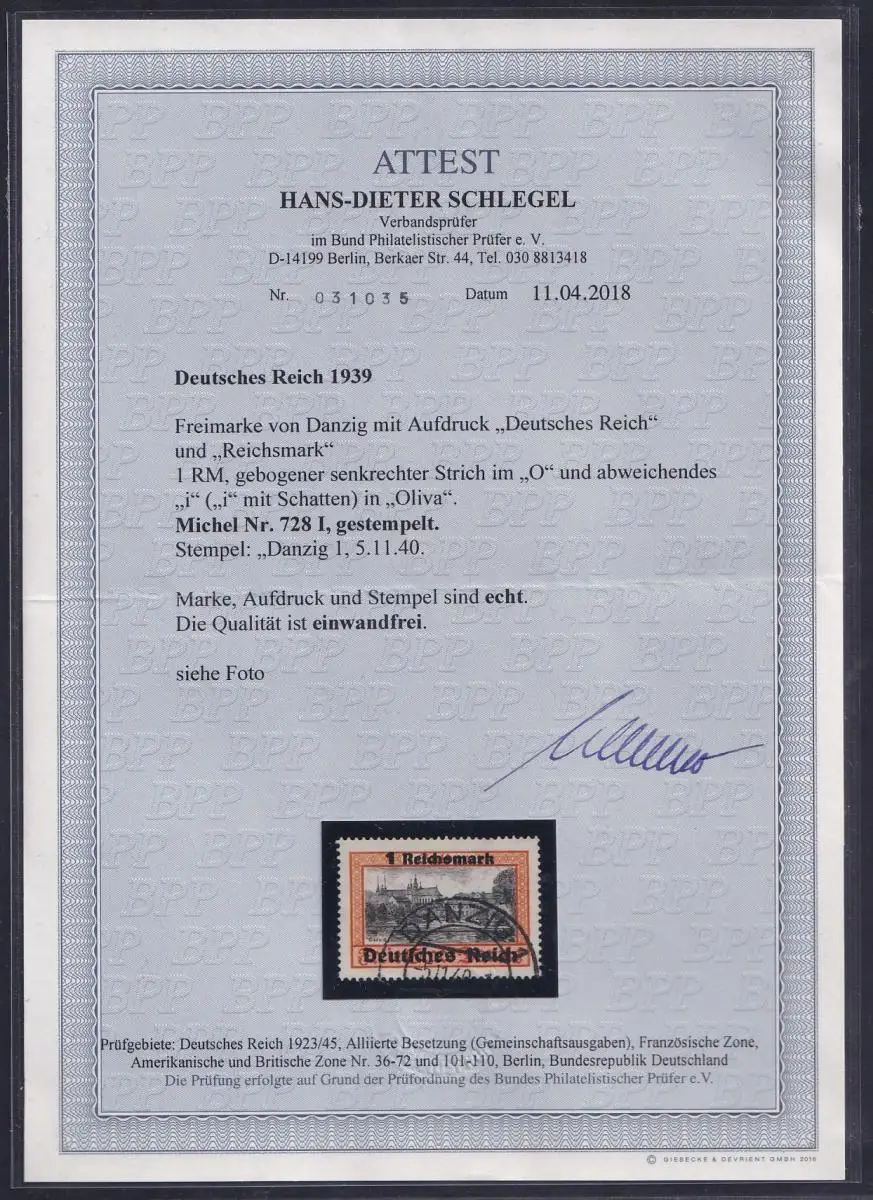 ATTEST
HANS-DIETER SCHLEGEL
Verbandsprüfer
im Bund Philatelistischer Prüfer e. V.
D-14199 Berlin, Berkaer Str. 44, Tel. 030 8813418
Nr. 031035 Datum 11.04.2018
Deutsches Reich 1939
Freimarke von Danzig mit Aufdruck „Deutsches Reich“
und „Reichsmark“
1 RM, gebogener senkrechter Strich im „O“ und abweichendes
„i“ („i“ mit Schatten) in „Oliva“.
Michel Nr. 728 I, gestempelt.
Stempel: „Danzig 1, 5.11.40.
Marke, Aufdruck und Stempel sind echt.
Die Qualität ist einwandfrei.
siehe Foto
1 Reichsmark
DANZIG
Deutsches Reich
Prüfgebiete: Deutsches Reich 1923/45, Alliierte Besetzung (Gemeinschaftsausgaben), Französische Zone,
Amerikanische und Britische Zone Nr. 36-72 und 101-110, Berlin, Bundesrepublik Deutschland
Die Prüfung erfolgte auf Grund der Prüfordnung des Bundes Philatelistischer Prüfer e.V.
© GIESECKE & DEVRIENT GMBH 2016